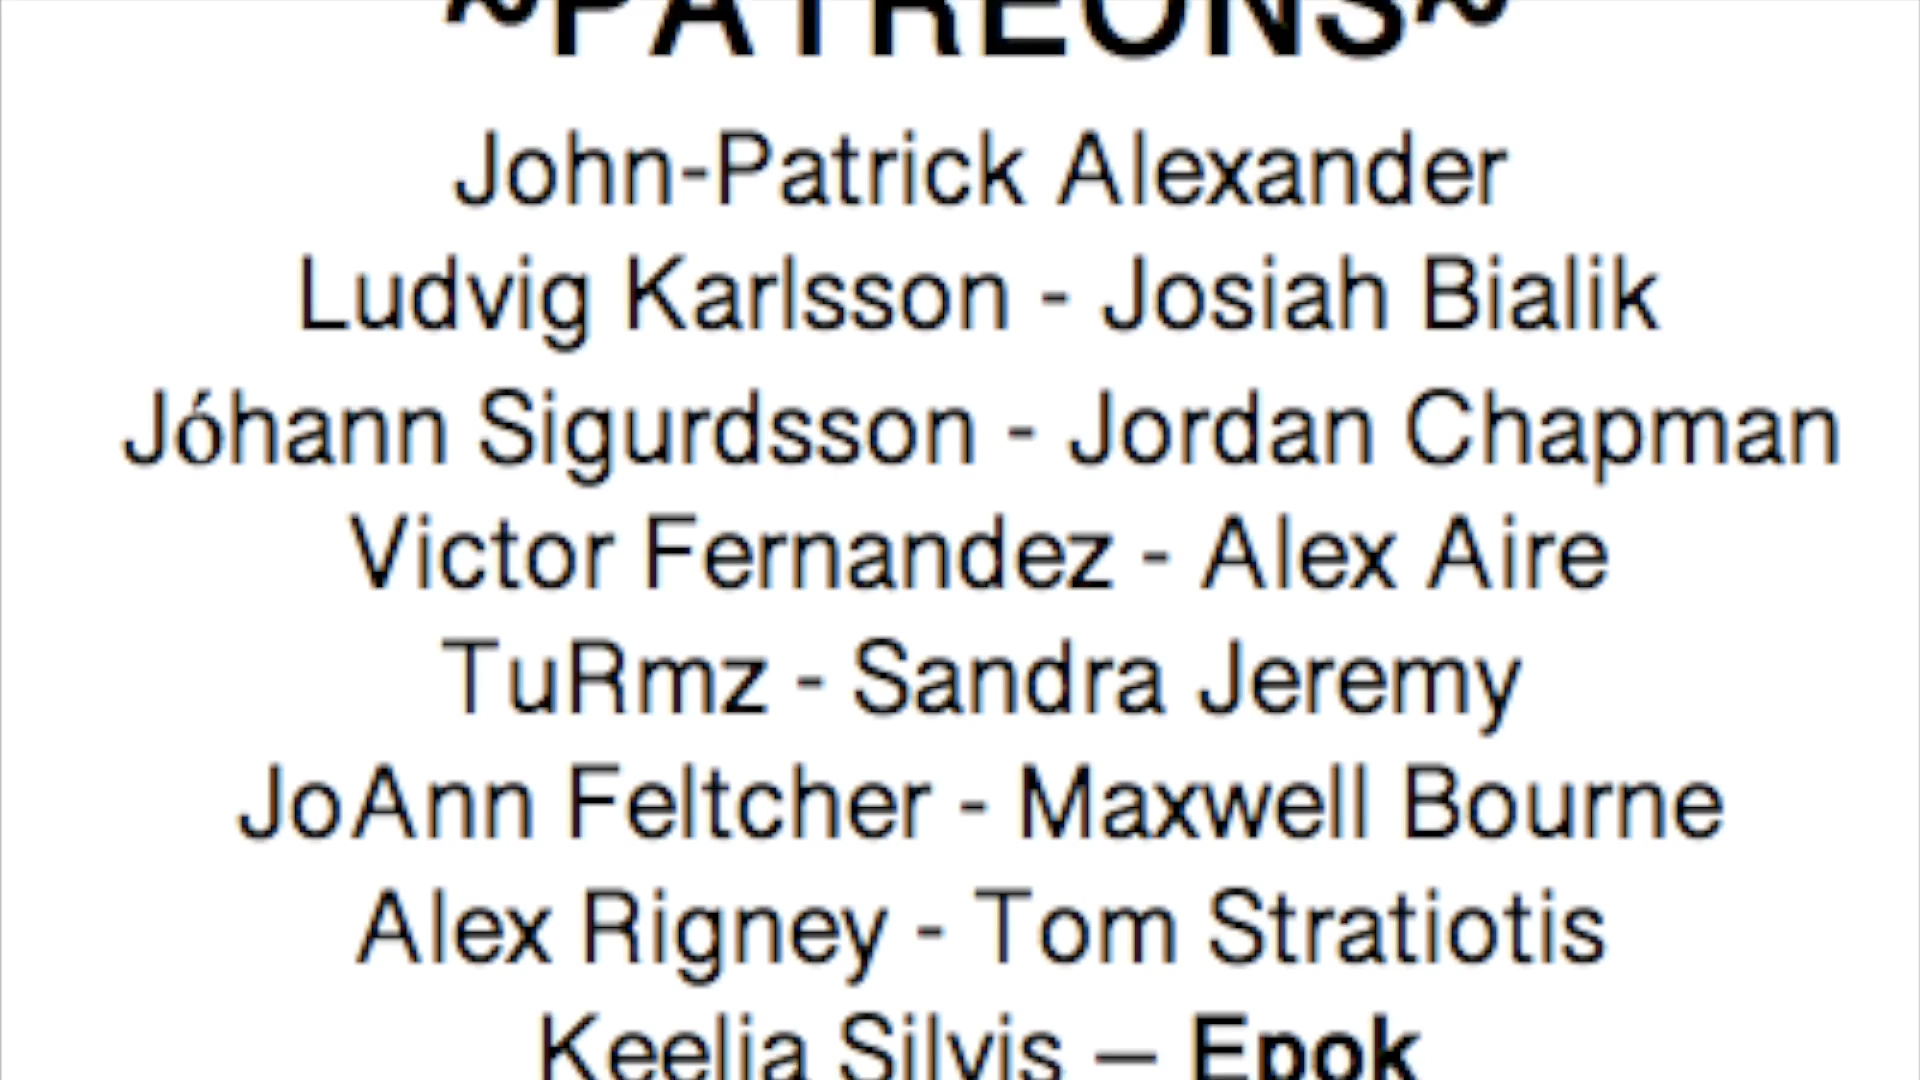 ~PATREONS~
John-Patrick Alexander
Ludvig Karlsson - Josiah Bialik
Jóhann Sigurdsson - Jordan Chapman
Victor Fernandez - Alex Aire
TuRmz - Sandra Jeremy
JoAnn Feltcher - Maxwell Bourne
Alex Rigney - Tom Stratiotis
Keelia Silvis – Epok